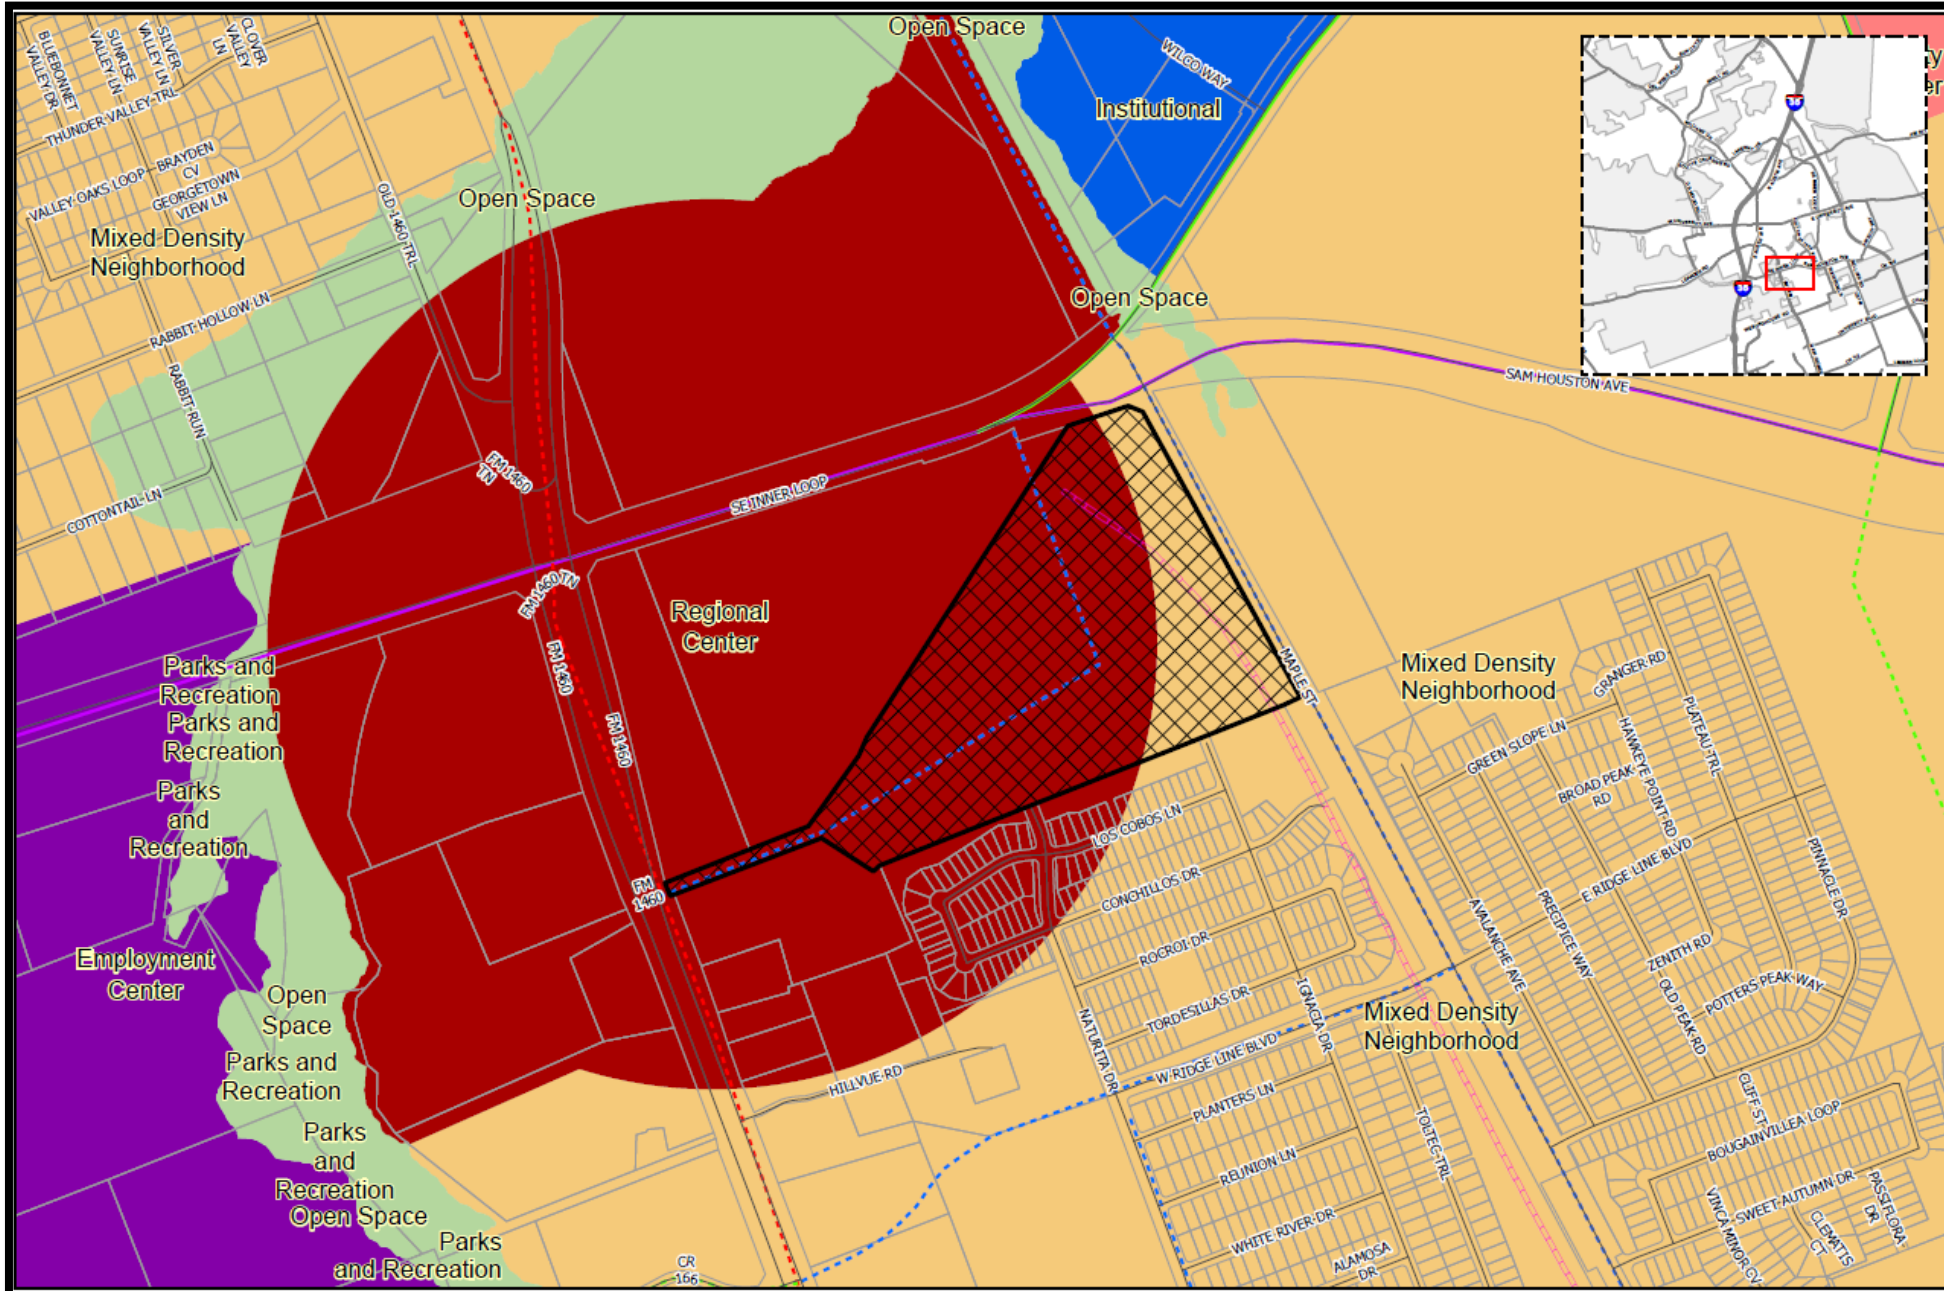 Open Space
CLOVER
VALLEY
LN
SILVER
VALLEY LN
SUNRISE
VALLEY LN
BLUEBONNET
VALLEY DR
THUNDER VALLEY TRL
WILCO WAY
Institutional
BRAYDEN
CV
VALLEY OAKS LOOP
GEORGETOWN
VIEW LN
Open Space
OLD 1460 TRL
Mixed Density
Neighborhood
Open Space
RABBIT HOLLOW LN
RABBIT RUN
SAM HOUSTON AVE
FM 1460
TN
SE INNER LOOP
COTTONTAIL LN
FM 1460 TN
Regional
Center
FM 1460
FM 1460
Parks and
Recreation
Parks and
Recreation
MAPLE ST
Mixed Density
Neighborhood
GRANGER RD
PLATEAU TRL
GREEN SLOPE LN
HAWKEYE POINT RD
BROAD PEAK
RD
Parks
and
Recreation
LOS COBOS LN
PINNACLE DR
E RIDGE LINE BLVD
FM
1460
CONCHILLOS DR
PRECIPICE WAY
AVALANCHE AVE
ROCROI DR
ZENITH RD
Employment
Center
POTTERS PEAK WAY
OLD PEAK RD
IGNACIA DR
TORDESILLAS DR
Open
Space
Mixed Density
Neighborhood
NATURITA DR
W RIDGE LINE BLVD
HILLVUE RD
Parks and
Recreation
PLANTERS LN
CLIFF ST
TOLTEC TRL
BOUGAINVILLEA LOOP
Parks
and
Recreation
REUNION LN
SWEET AUTUMN DR
PASSIFLORA
DR
VINCA MINOR CV
CLEMATIS
CT
Open Space
WHITE RIVER DR
Parks
and Recreation
ALAMOSA
DR
CR
166